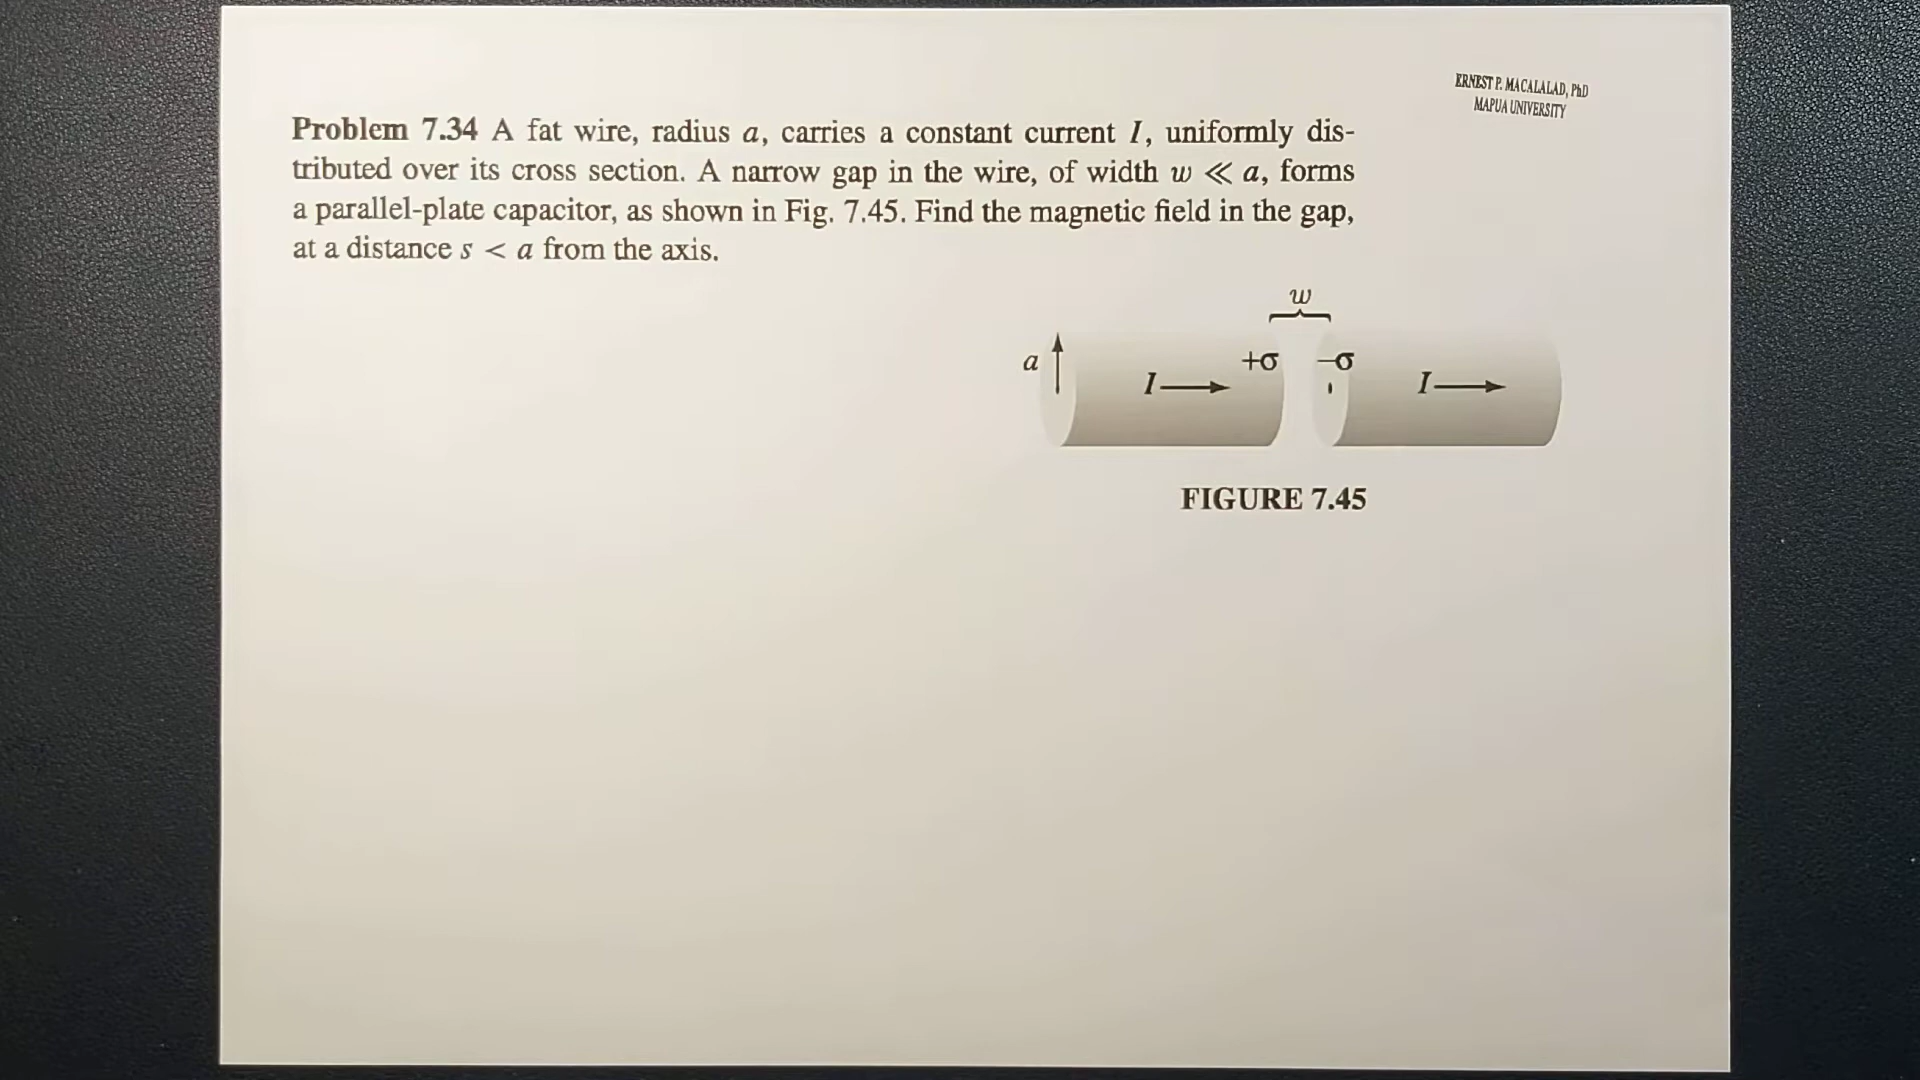 ERNEST P. MACALALAD, PhD
MAPUA UNIVERSITY
Problem 7.34 A fat wire, radius a, carries a constant current I, uniformly dis-
tributed over its cross section. A narrow gap in the wire, of width w ≪ a, forms
a parallel-plate capacitor, as shown in Fig. 7.45. Find the magnetic field in the gap,
at a distance s < a from the axis.
w
a
+σ
−σ
I
I
FIGURE 7.45